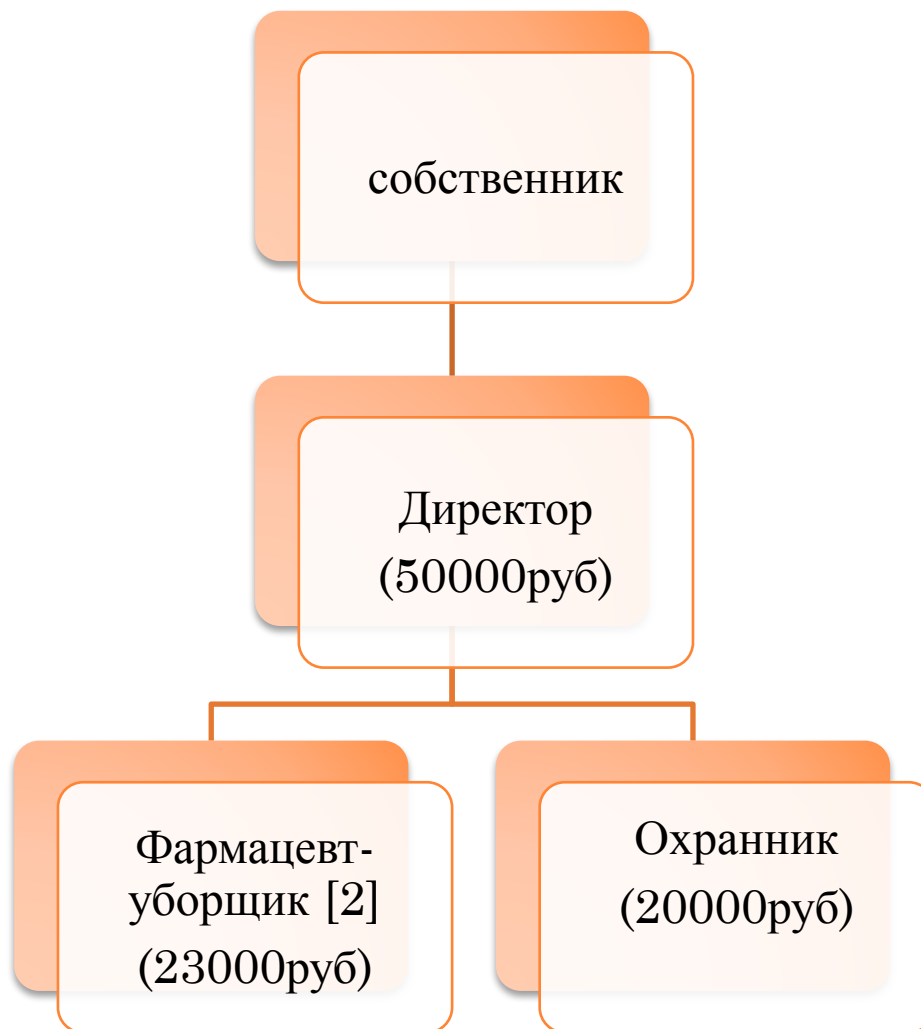 собственник
Директор
(50000руб)
Фармацевт-
уборщик [2]
(23000руб)
Охранник
(20000руб)